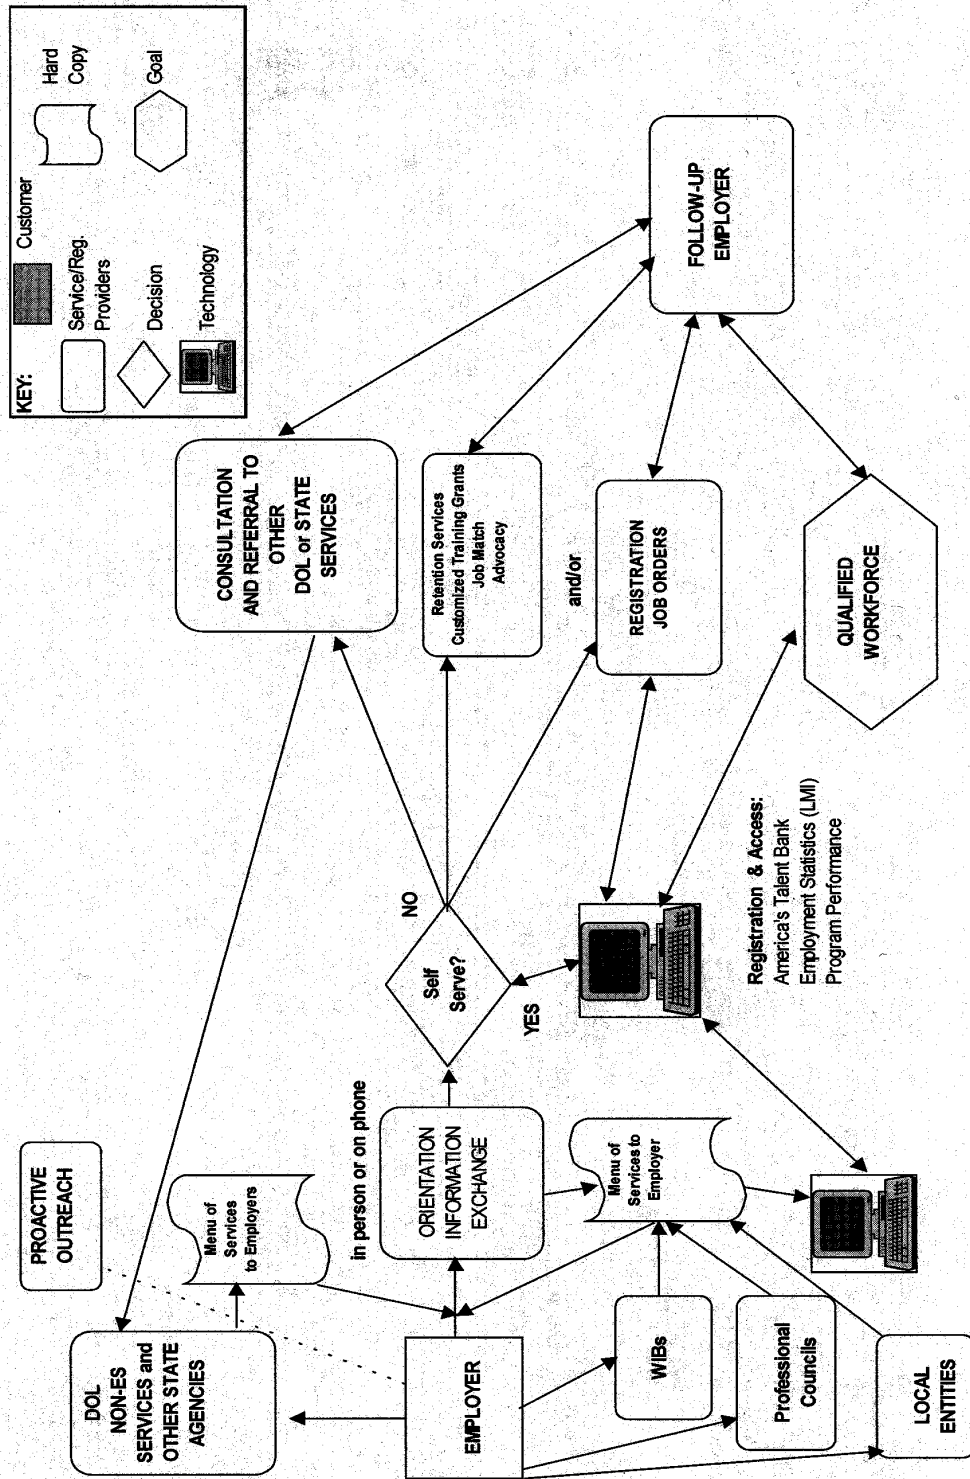 KEY:
Customer
Service/Reg.
Providers
Decision
Technology
Hard
Copy
Goal
PROACTIVE
OUTREACH
DOL
NON-ES
SERVICES and
OTHER STATE
AGENCIES
Menu of
Services
to Employers
EMPLOYER
in person or on phone
ORIENTATION
INFORMATION
EXCHANGE
Menu of
Services to
Employer
WIBs
Professional
Councils
LOCAL
ENTITIES
Self
Serve?
NO
YES
CONSULTATION
AND REFERRAL TO
OTHER
DOL or STATE
SERVICES
Retention Services
Customized Training Grants
Job Match
Advocacy
and/or
REGISTRATION
JOB ORDERS
QUALIFIED
WORKFORCE
FOLLOW-UP
EMPLOYER
Registration & Access:
America's Talent Bank
Employment Statistics (LMI)
Program Performance